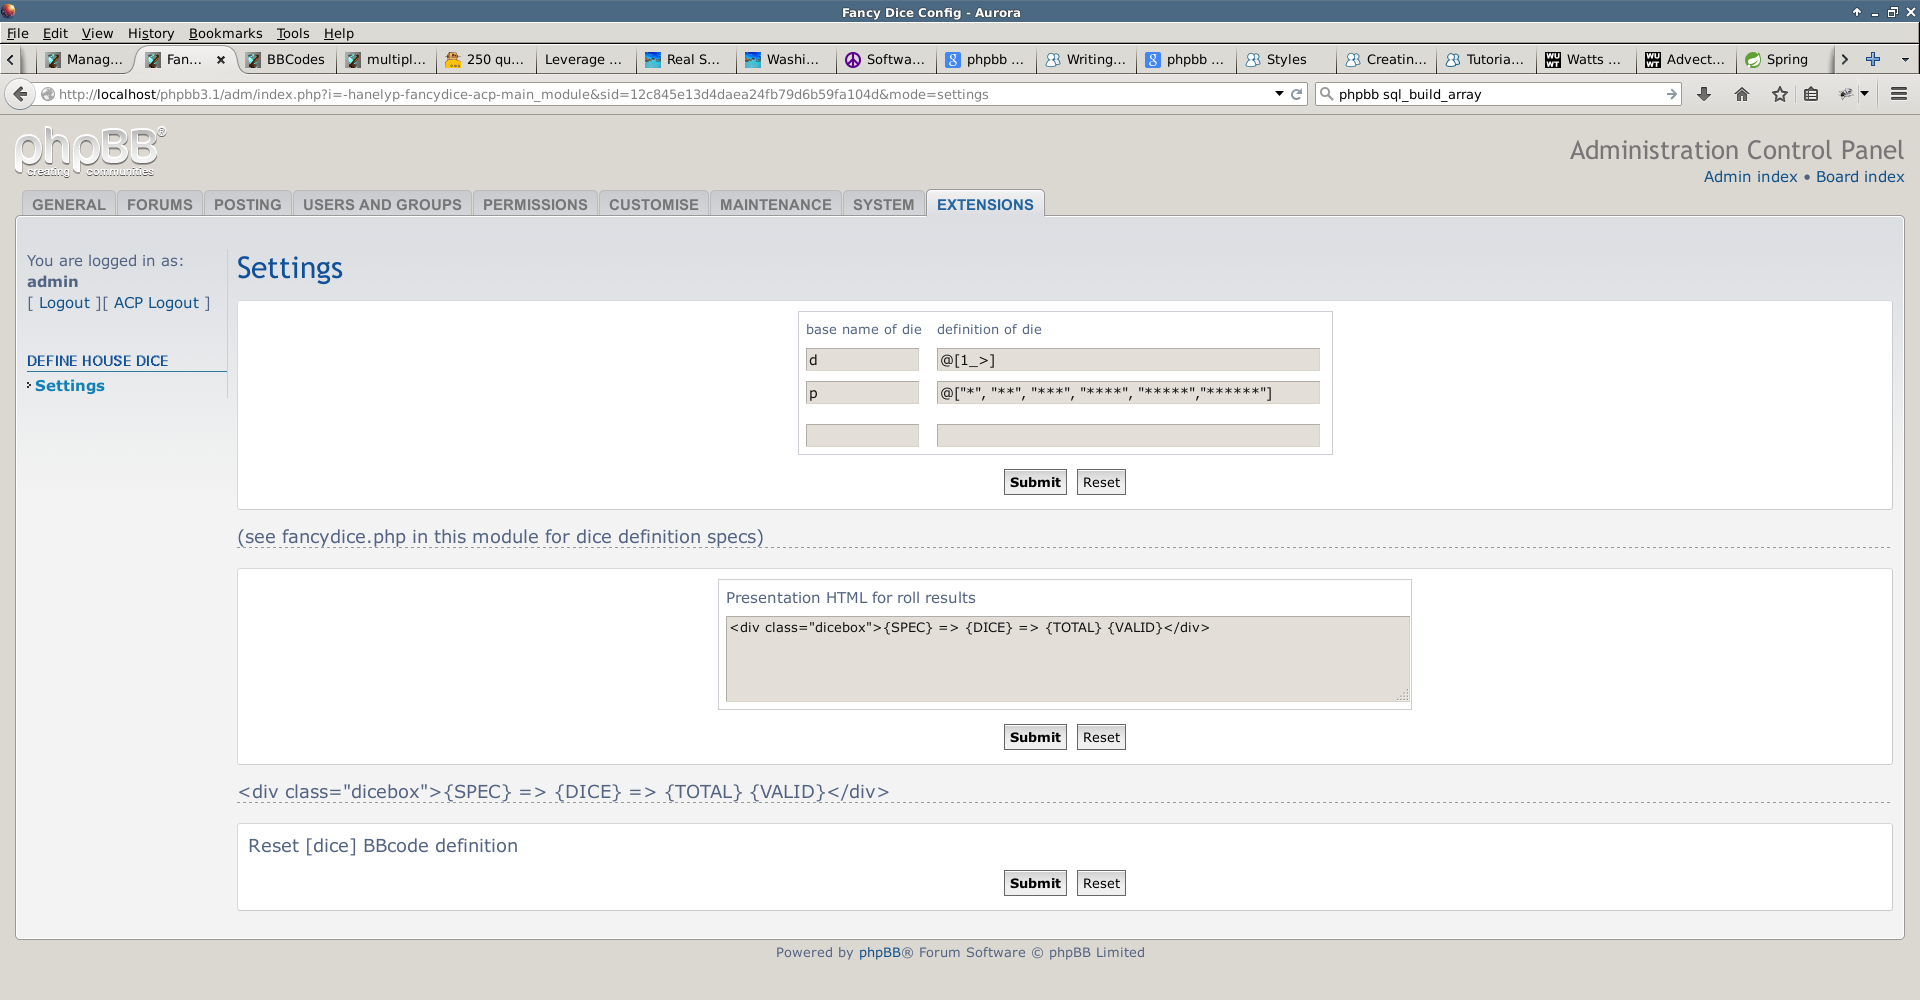 Fancy Dice Config - Aurora
File Edit View History Bookmarks Tools Help
Manag... Fan... BBCodes multipl... 250 qu... Leverage ... Real S... Washi... Softwa... phpbb ... Writing... phpbb ... Styles Creatin... Tutoria... Watts ... Advect... Spring
http://localhost/phpbb3.1/adm/index.php?i=-hanelyp-fancydice-acp-main_module&sid=12c845e13d4daea24fb79d6b59fa104d&mode=settings phpbb sql_build_array
phpBB®
creating communities
Administration Control Panel
Admin index • Board index
GENERAL FORUMS POSTING USERS AND GROUPS PERMISSIONS CUSTOMISE MAINTENANCE SYSTEM EXTENSIONS
You are logged in as:
admin
[ Logout ][ ACP Logout ]
DEFINE HOUSE DICE
Settings
Settings
base name of die definition of die
d @[1_>]
p @["*", "**", "***", "****", "*****","******"]
Submit Reset
(see fancydice.php in this module for dice definition specs)
Presentation HTML for roll results
<div class="dicebox">{SPEC} => {DICE} => {TOTAL} {VALID}</div>
Submit Reset
<div class="dicebox">{SPEC} => {DICE} => {TOTAL} {VALID}</div>
Reset [dice] BBcode definition
Submit Reset
Powered by phpBB® Forum Software © phpBB Limited